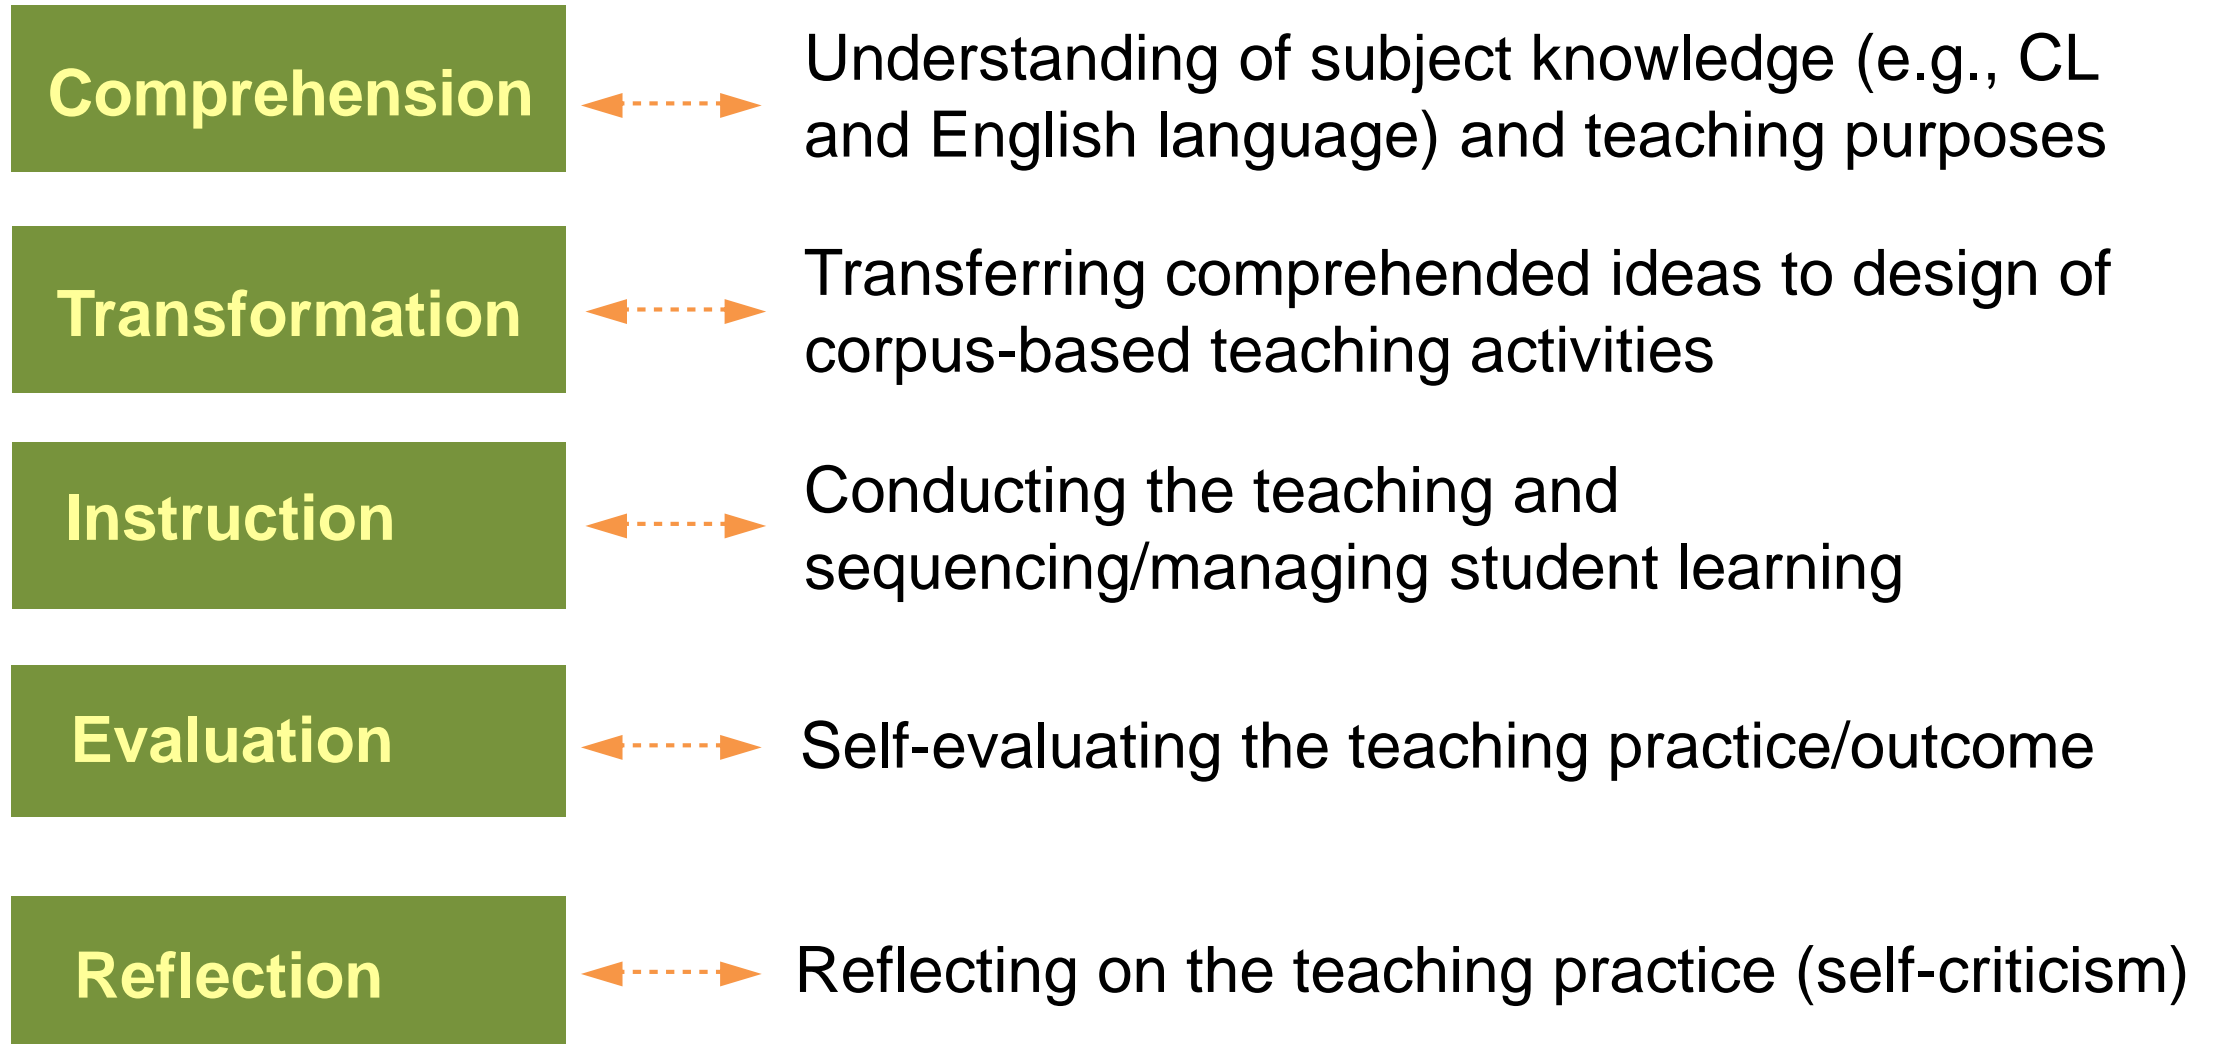 Comprehension
Understanding of subject knowledge (e.g., CL
and English language) and teaching purposes
Transformation
Transferring comprehended ideas to design of
corpus-based teaching activities
Instruction
Conducting the teaching and
sequencing/managing student learning
Evaluation
Self-evaluating the teaching practice/outcome
Reflection
Reflecting on the teaching practice (self-criticism)